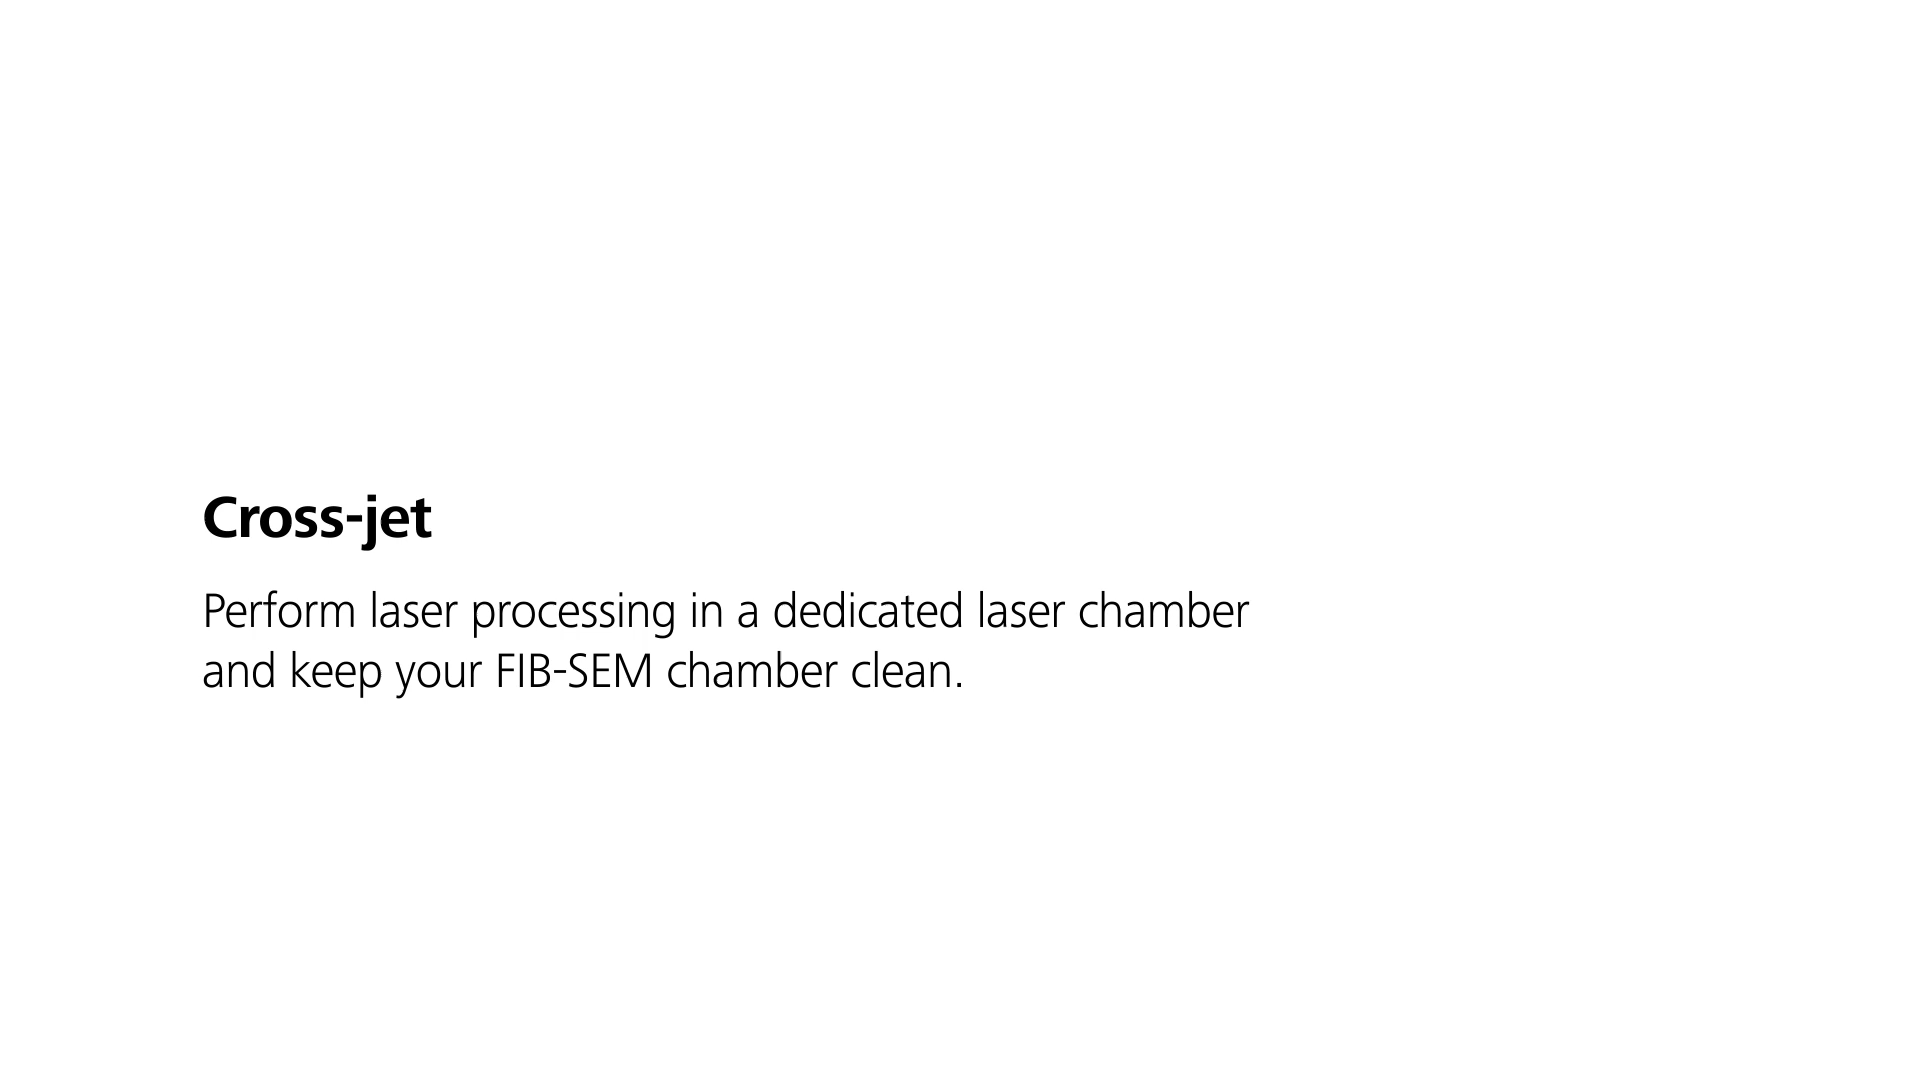 Cross-jet
Perform laser processing in a dedicated laser chamber
and keep your FIB-SEM chamber clean.